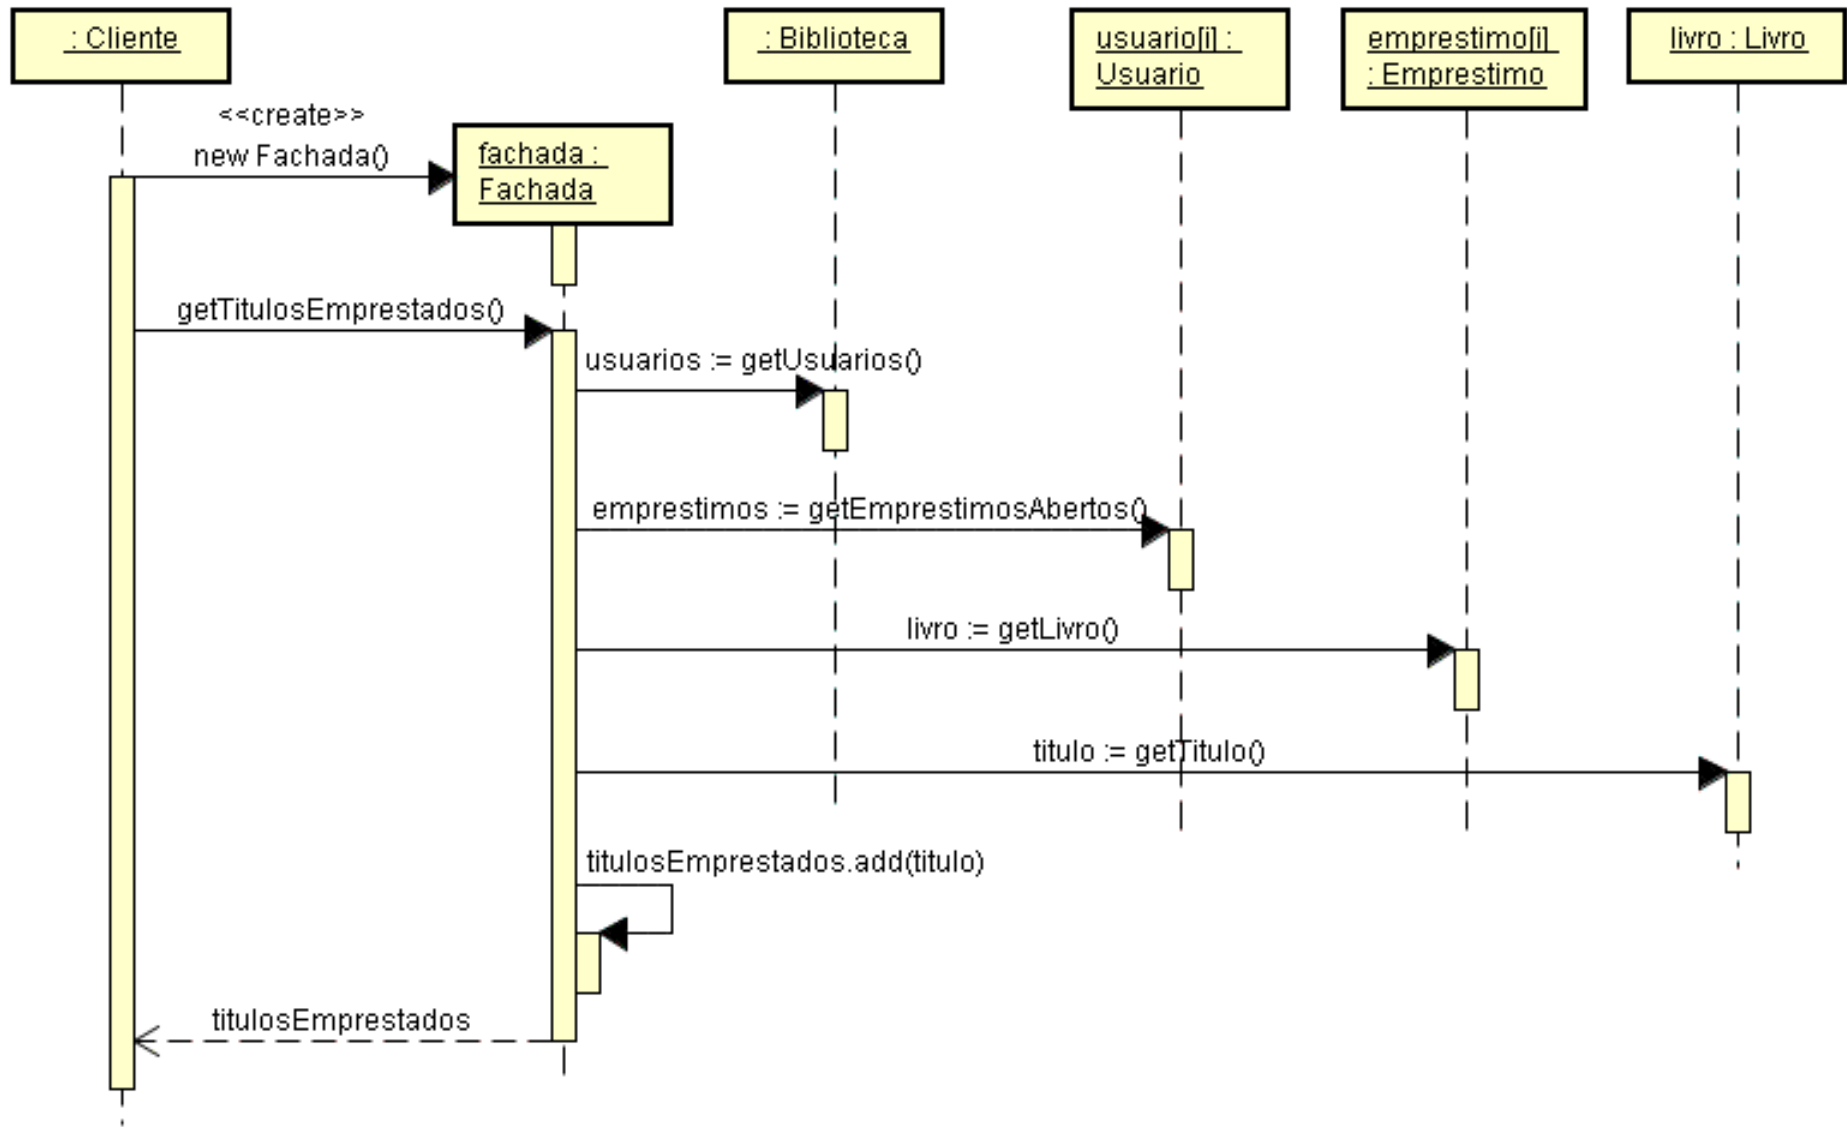 : Cliente
: Biblioteca
usuario[i] :
Usuario
emprestimo[i]
: Emprestimo
livro : Livro
<<create>>
new Fachada()
fachada :
Fachada
getTitulosEmprestados()
usuarios := getUsuarios()
emprestimos := getEmprestimosAbertos()
livro := getLivro()
titulo := getTitulo()
titulosEmprestados.add(titulo)
titulosEmprestados